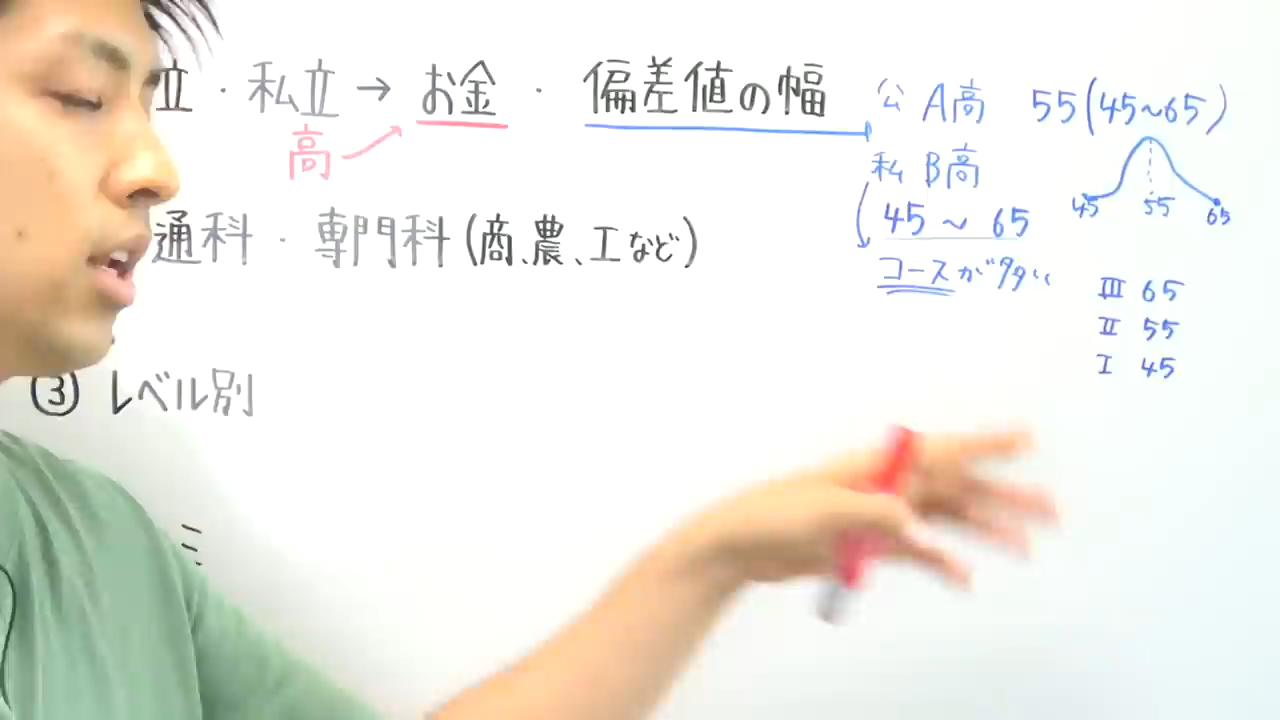 立・私立→お金・偏差値の幅
高
通科・専門科(商、農、工など)
③ レベル別
公 A高 55(45~65)
私 B高
45 ~ 65
コースが多い
45 55 65
Ⅲ 65
Ⅱ 55
Ⅰ 45